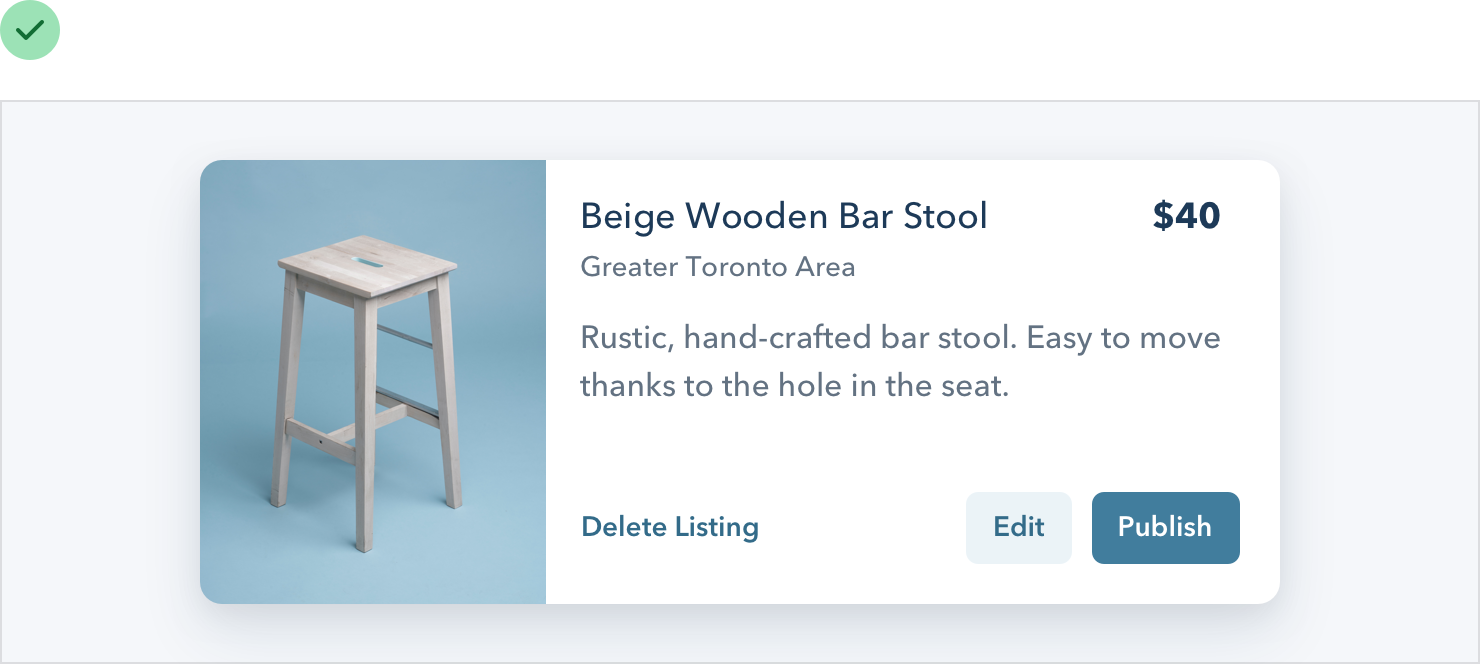 Beige Wooden Bar Stool
$40
Greater Toronto Area
Rustic, hand-crafted bar stool. Easy to move
thanks to the hole in the seat.
Delete Listing
Edit
Publish